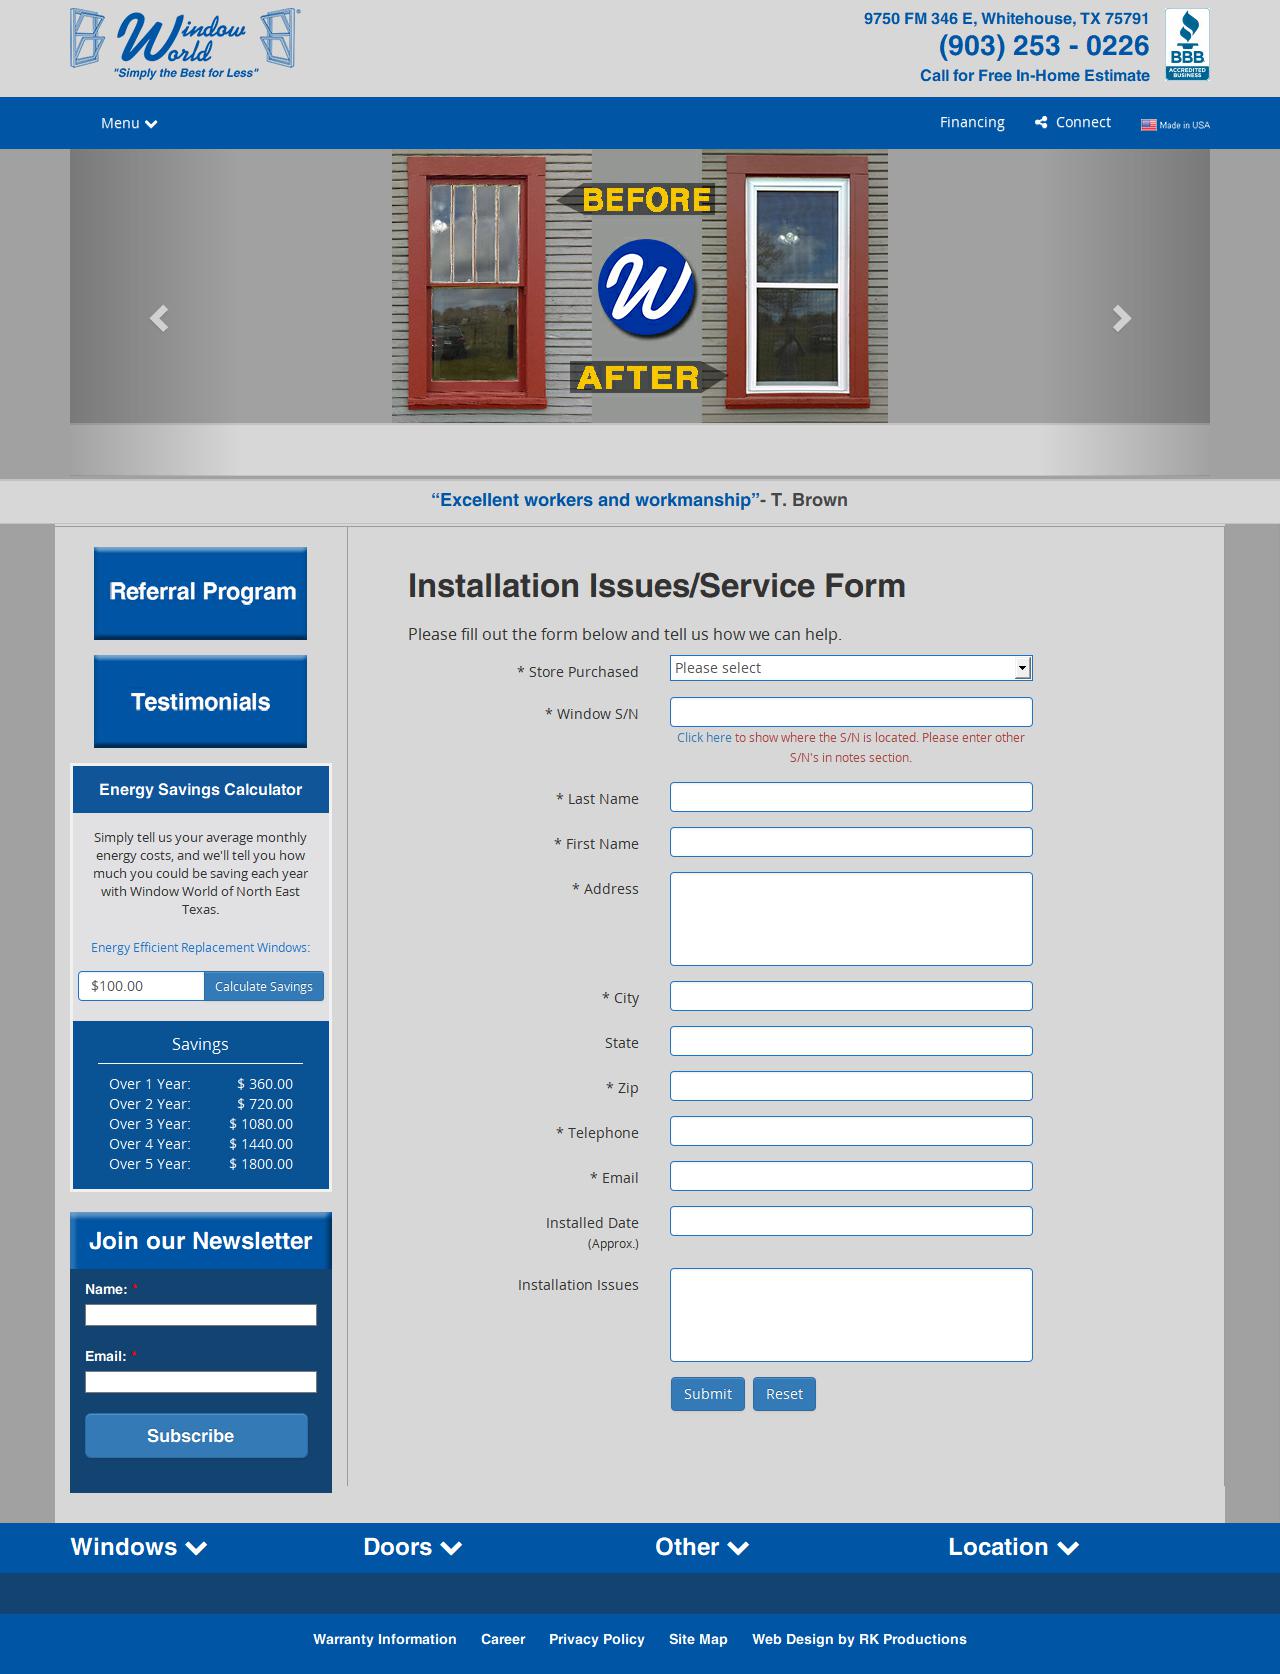 Window World
"Simply the Best for Less"
9750 FM 346 E, Whitehouse, TX 75791
(903) 253 - 0226
Call for Free In-Home Estimate
BBB
ACCREDITED BUSINESS
Menu
Financing
Connect
Made in USA
BEFORE
W
AFTER
“Excellent workers and workmanship”- T. Brown
Referral Program
Testimonials
Energy Savings Calculator
Simply tell us your average monthly
energy costs, and we'll tell you how
much you could be saving each year
with Window World of North East
Texas.
Energy Efficient Replacement Windows:
$100.00 Calculate Savings
Savings
Over 1 Year: $ 360.00
Over 2 Year: $ 720.00
Over 3 Year: $ 1080.00
Over 4 Year: $ 1440.00
Over 5 Year: $ 1800.00
Join our Newsletter
Name: *
Email: *
Subscribe
Installation Issues/Service Form
Please fill out the form below and tell us how we can help.
* Store Purchased Please select
* Window S/N
Click here to show where the S/N is located. Please enter other
S/N's in notes section.
* Last Name
* First Name
* Address
* City
State
* Zip
* Telephone
* Email
Installed Date
(Approx.)
Installation Issues
Submit Reset
Windows Doors Other Location
Warranty Information Career Privacy Policy Site Map Web Design by RK Productions